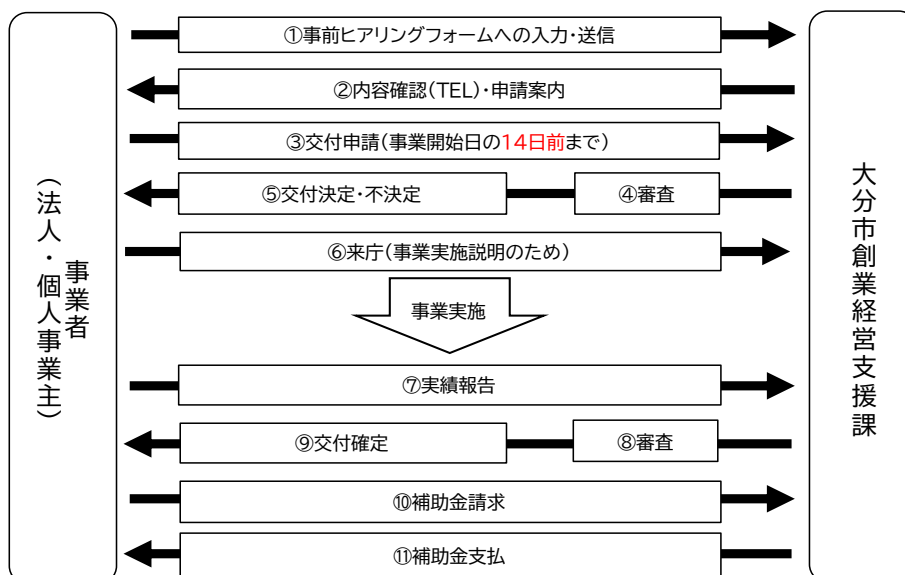 事業者
(法人・個人事業主)
①事前ヒアリングフォームへの入力・送信
②内容確認(TEL)・申請案内
③交付申請(事業開始日の14日前まで)
⑤交付決定・不決定
④審査
⑥来庁(事業実施説明のため)
事業実施
⑦実績報告
⑨交付確定
⑧審査
⑩補助金請求
⑪補助金支払
大分市創業経営支援課